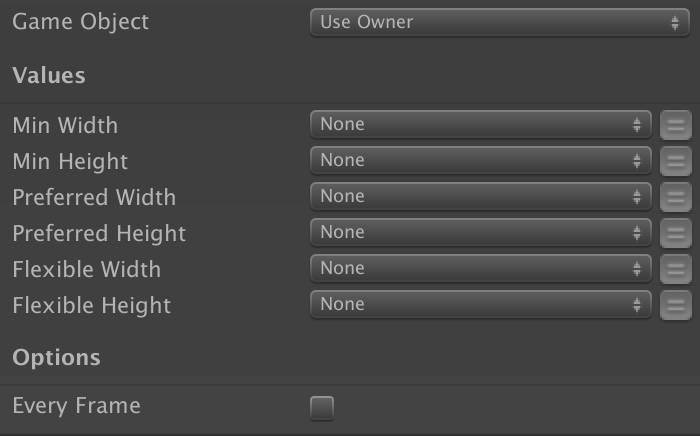 Game Object Use Owner
Values
Min Width None
Min Height None
Preferred Width None
Preferred Height None
Flexible Width None
Flexible Height None
Options
Every Frame